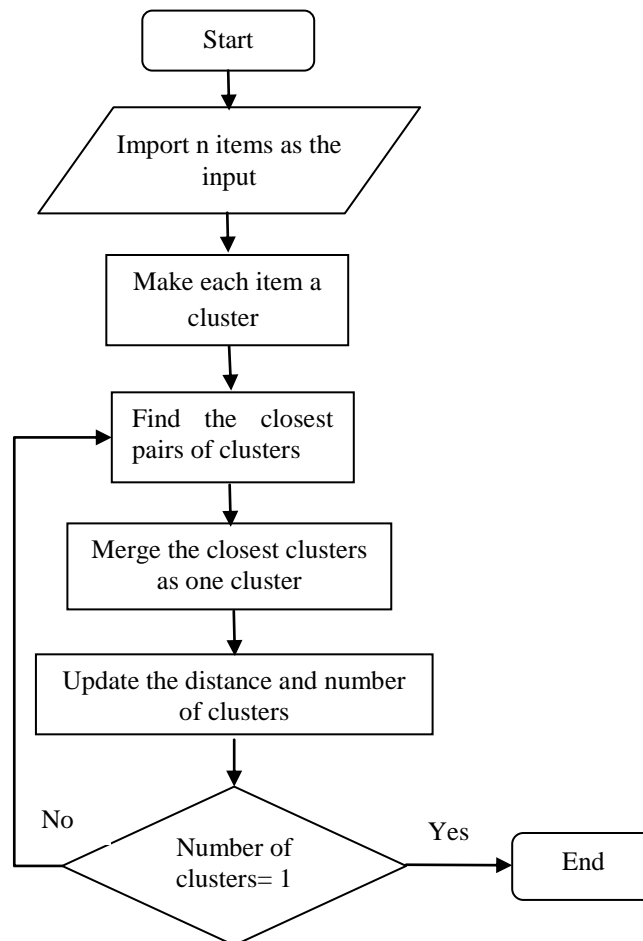 Start
Import n items as the
input
Make each item a
cluster
Find the closest
pairs of clusters
Merge the closest clusters
as one cluster
Update the distance and number
of clusters
No
Number of
clusters= 1
Yes
End